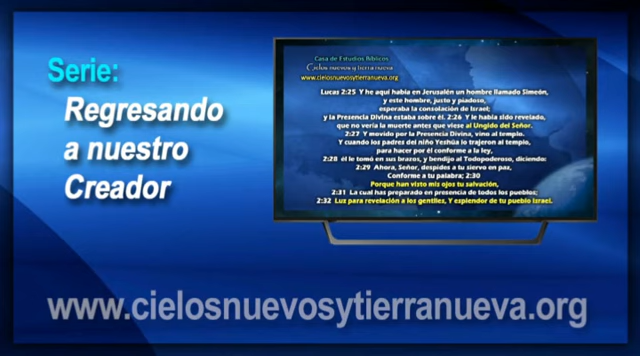 Serie:
Regresando
a nuestro
Creador
Casa de Estudios Bíblicos
Cielos nuevos y tierra nueva
www.cielosnuevosytierranueva.org
Lucas 2:25 Y he aquí había en Jerusalén un hombre llamado Simeón,
y este hombre, justo y piadoso,
esperaba la consolación de Israel;
y la Presencia Divina estaba sobre él. 2:26 Y le había sido revelado,
que no vería la muerte antes que viese al Ungido del Señor.
2:27 Y movido por la Presencia Divina, vino al templo.
Y cuando los padres del niño Yeshúa lo trajeron al templo,
para hacer por él conforme a la ley,
2:28 él le tomó en sus brazos, y bendijo al Todopoderoso, diciendo:
2:29 Ahora, Señor, despides a tu siervo en paz,
Conforme a tu palabra; 2:30
Porque han visto mis ojos tu salvación,
2:31 La cual has preparado en presencia de todos los pueblos;
2:32 Luz para revelación a los gentiles, Y esplendor de tu pueblo Israel.
www.cielosnuevosytierranueva.org